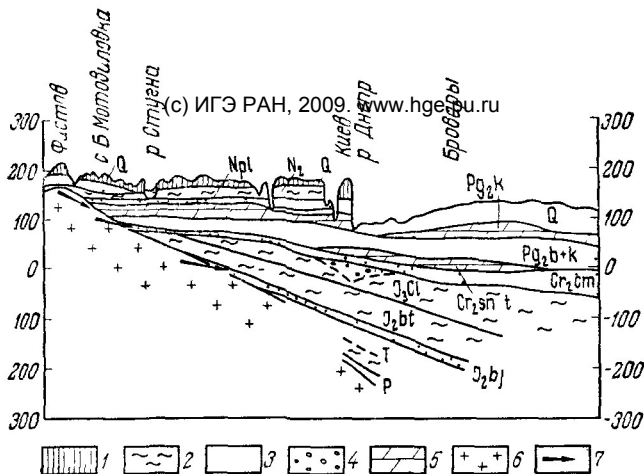 (c) ИГЭ РАН, 2009. www.hge.pu.ru
Фастов
с Б Мотовиловка
р Стугна
Киев
р Днепр
Бровары
300
200
100
0
100
200
300
300
200
100
0
-100
-200
-300
Q
Npl
N2
Q
Pg2k
Q
Pg2b+k
Cr2cm
Cr2sn t
J3cl
J2bt
J2bj
T
P
1 2 3 4 5 6 7